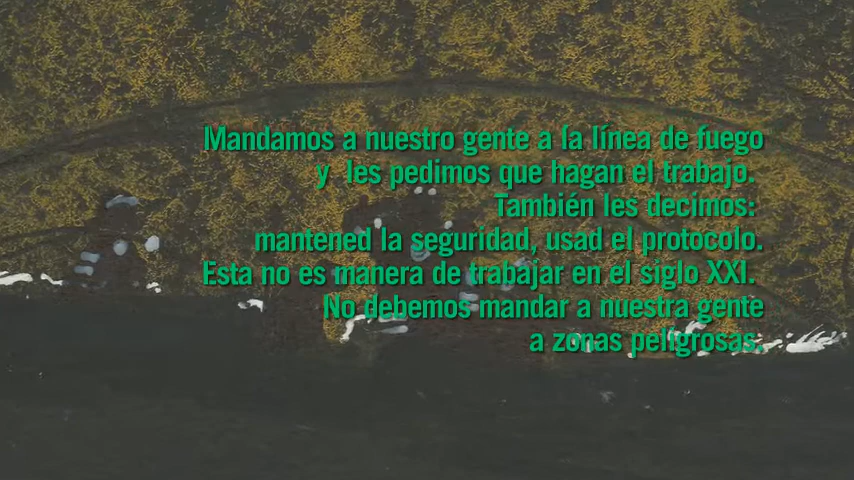 Mandamos a nuestro gente a la línea de fuego
y les pedimos que hagan el trabajo.
También les decimos:
mantened la seguridad, usad el protocolo.
Esta no es manera de trabajar en el siglo XXI.
No debemos mandar a nuestra gente
a zonas peligrosas.